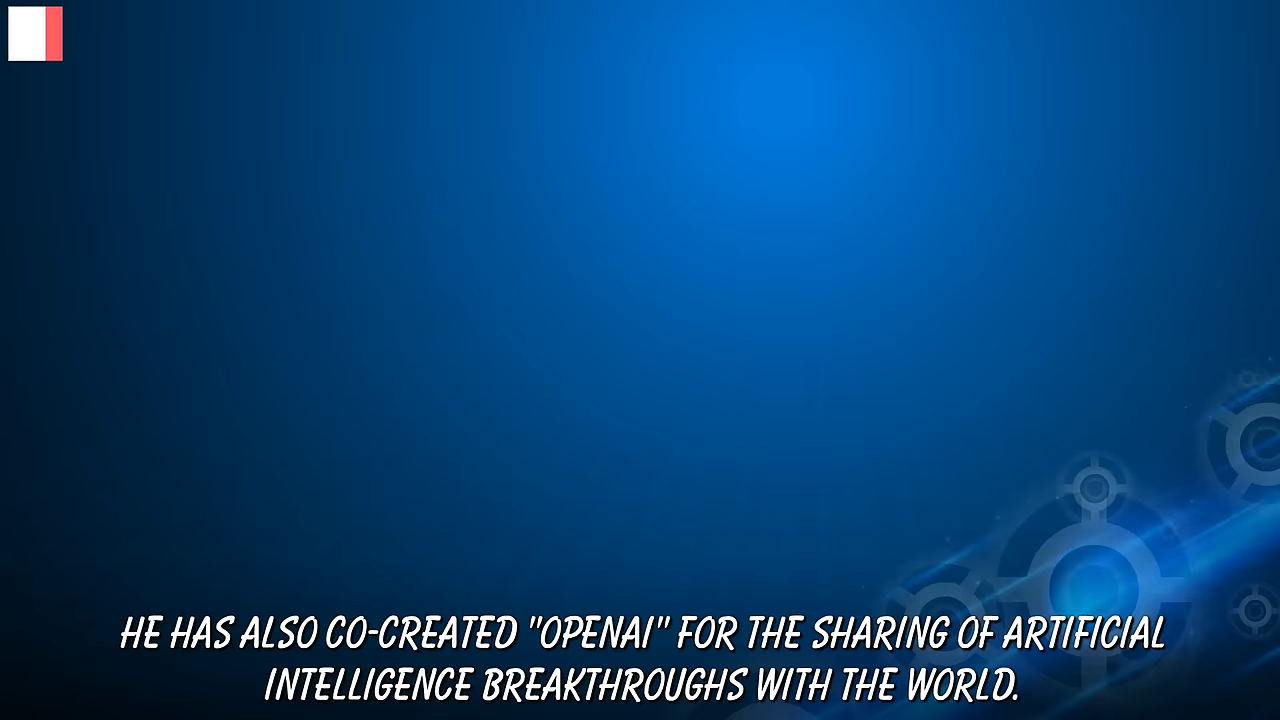 HE HAS ALSO CO-CREATED "OPENAI" FOR THE SHARING OF ARTIFICIAL
INTELLIGENCE BREAKTHROUGHS WITH THE WORLD.